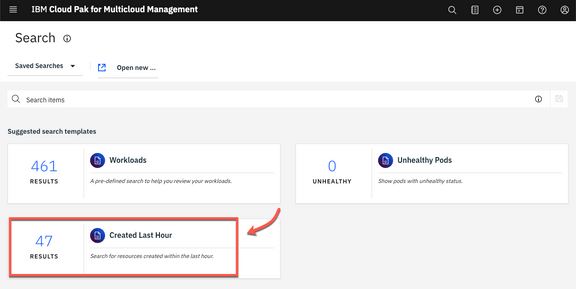 IBM Cloud Pak for Multicloud Management
Search
Saved Searches
Open new ...
Search items
Suggested search templates
461
RESULTS
Workloads
A pre-defined search to help you review your workloads.
0
UNHEALTHY
Unhealthy Pods
Show pods with unhealthy status.
47
RESULTS
Created Last Hour
Search for resources created within the last hour.